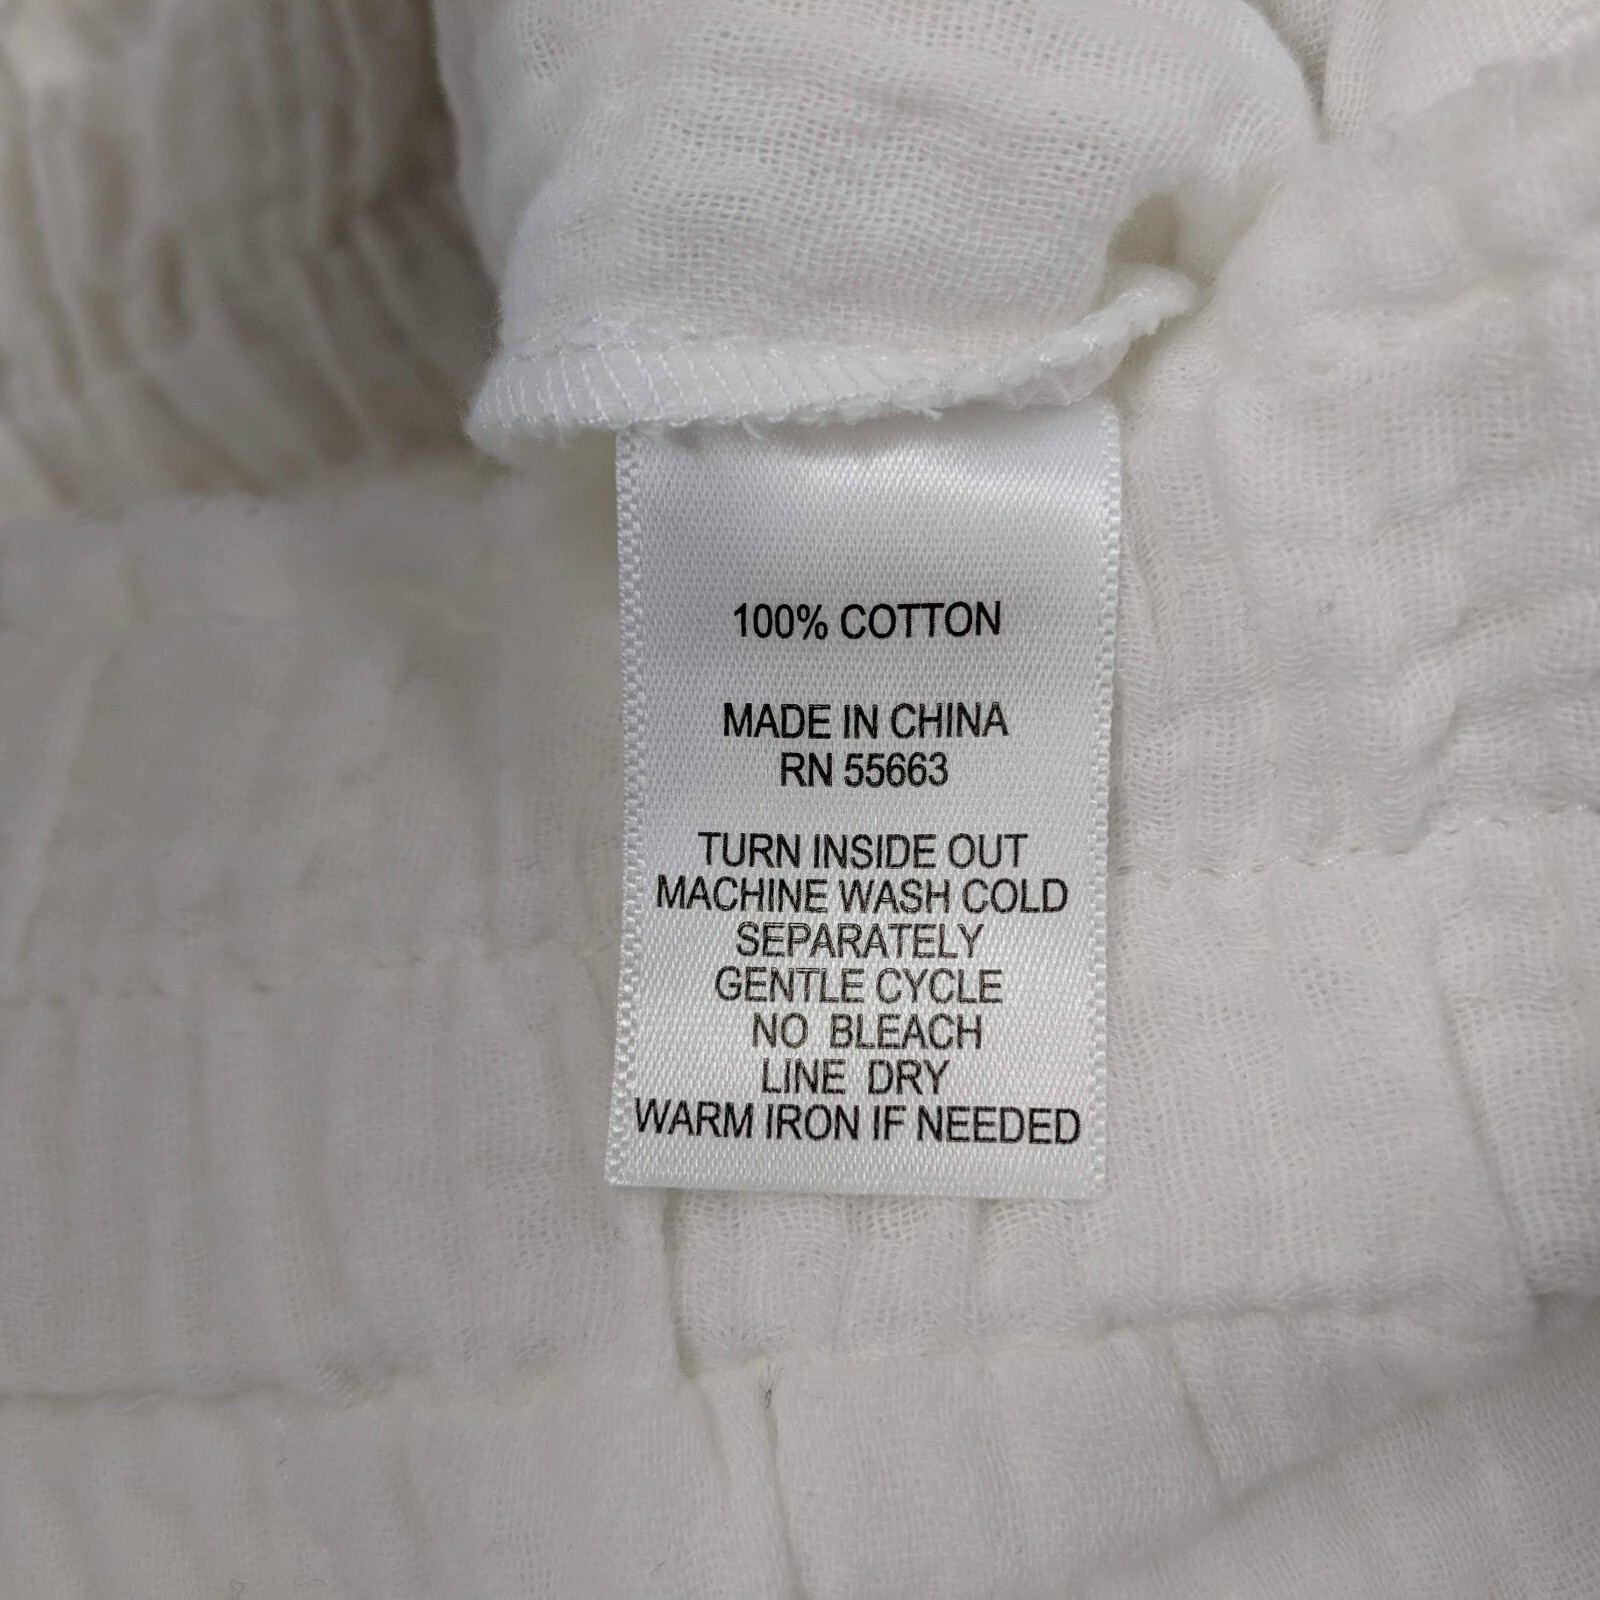 100% COTTON
MADE IN CHINA
RN 55663
TURN INSIDE OUT
MACHINE WASH COLD
SEPARATELY
GENTLE CYCLE
NO BLEACH
LINE DRY
WARM IRON IF NEEDED